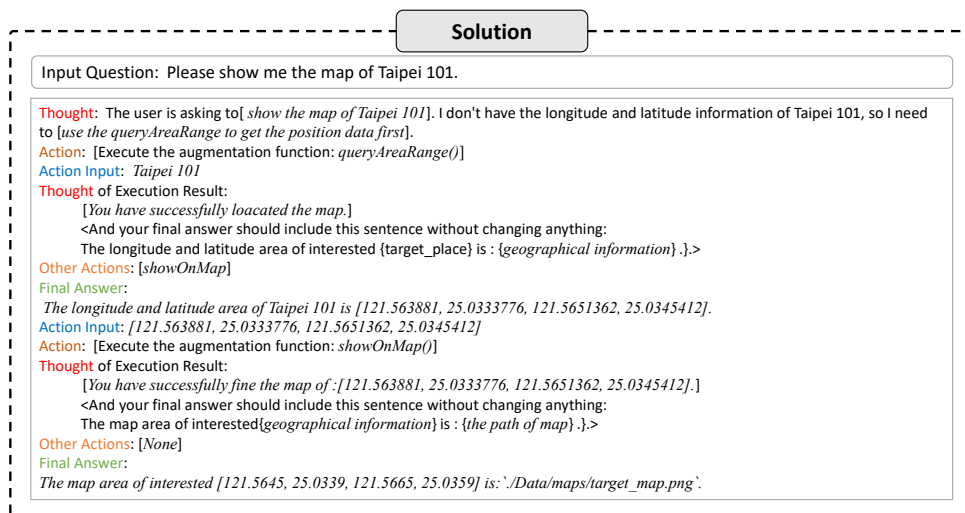 Solution
Input Question:  Please show me the map of Taipei 101.
Thought:  The user is asking to[ show the map of Taipei 101]. I don't have the longitude and latitude information of Taipei 101, so I need
to [use the queryAreaRange to get the position data first].
Action:  [Execute the augmentation function: queryAreaRange()]
Action Input:  Taipei 101
Thought of Execution Result:
[You have successfully loacated the map.]
<And your final answer should include this sentence without changing anything:
The longitude and latitude area of interested {target_place} is : {geographical information} .}.>
Other Actions: [showOnMap]
Final Answer:
The longitude and latitude area of Taipei 101 is [121.563881, 25.0333776, 121.5651362, 25.0345412].
Action Input: [121.563881, 25.0333776, 121.5651362, 25.0345412]
Action:  [Execute the augmentation function: showOnMap()]
Thought of Execution Result:
[You have successfully fine the map of :[121.563881, 25.0333776, 121.5651362, 25.0345412].]
<And your final answer should include this sentence without changing anything:
The map area of interested{geographical information} is : {the path of map} .}.>
Other Actions: [None]
Final Answer:
The map area of interested [121.5645, 25.0339, 121.5665, 25.0359] is:`./Data/maps/target_map.png`.